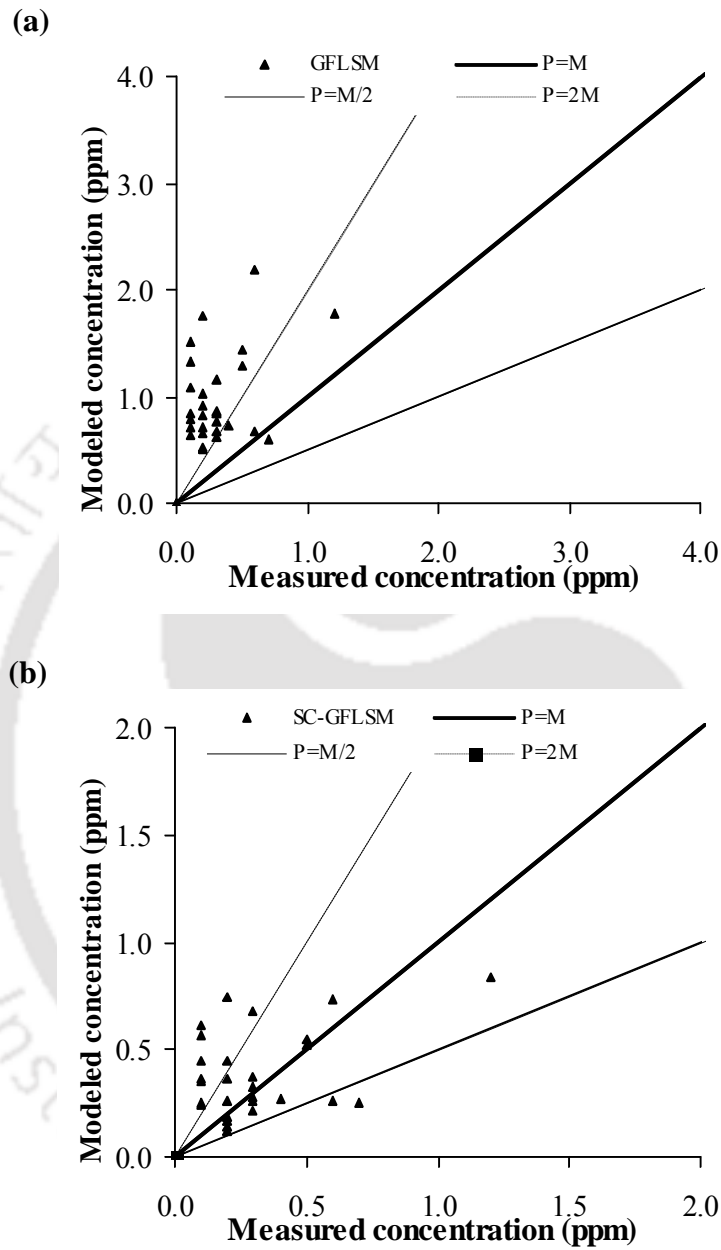 (a)
GFLSM P=M
P=M/2 P=2M
4.0
3.0
2.0
1.0
0.0
Modeled concentration (ppm)
0.0 1.0 2.0 3.0 4.0
Measured concentration (ppm)
(b)
SC-GFLSM P=M
P=M/2 P=2M
2.0
1.5
1.0
0.5
0.0
Modeled concentration (ppm)
0.0 0.5 1.0 1.5 2.0
Measured concentration (ppm)